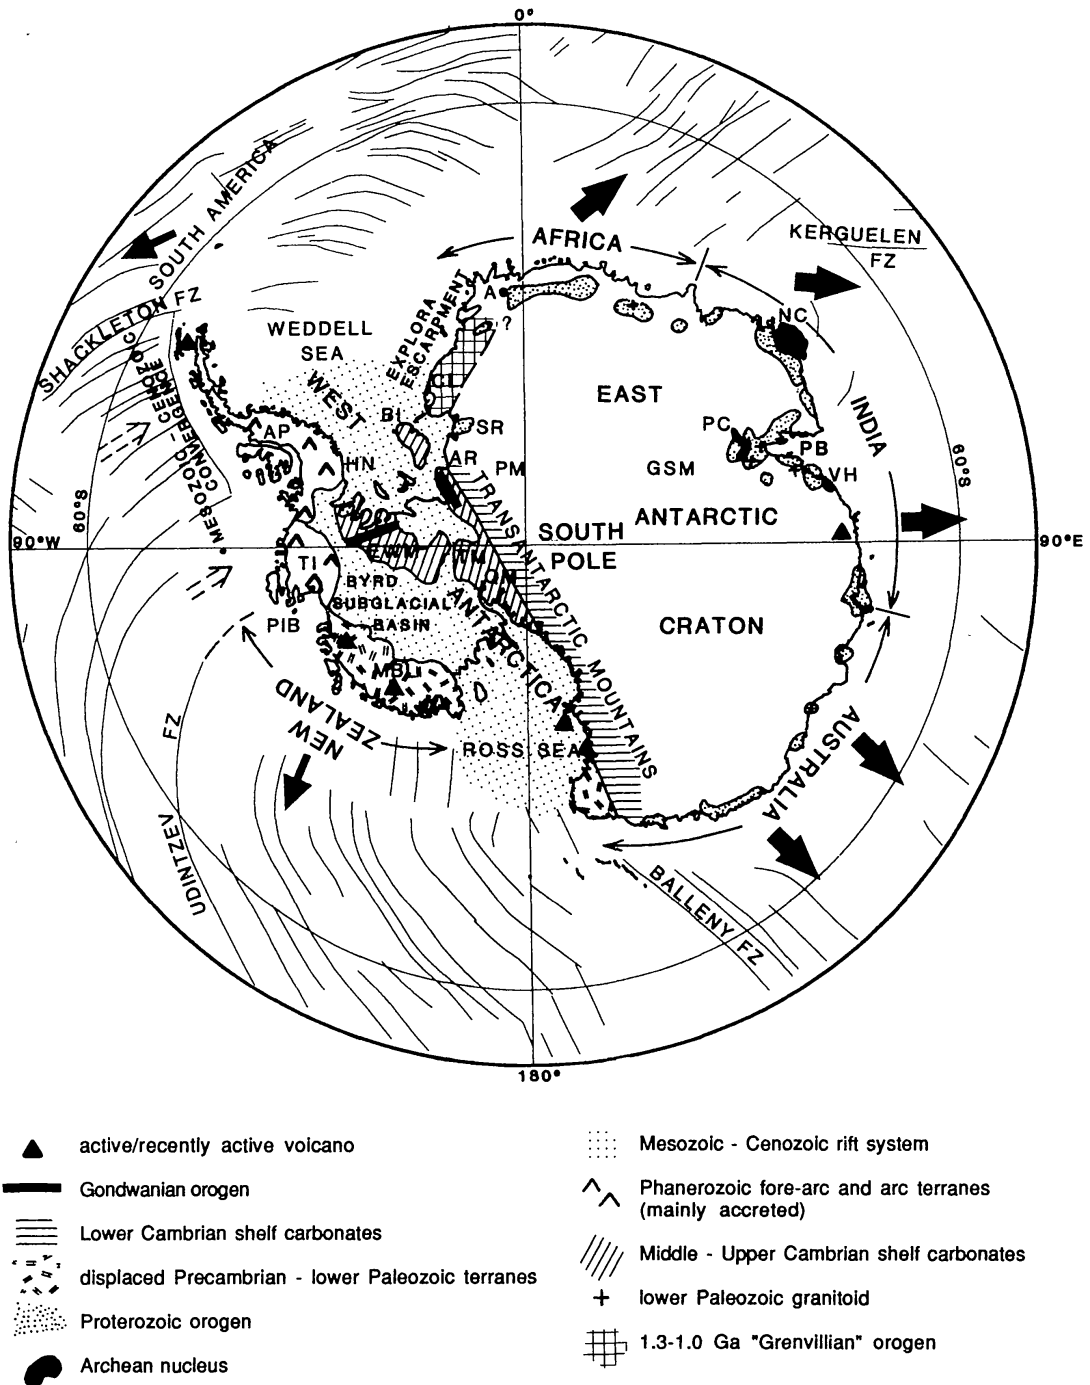 0°
SOUTH AMERICA
AFRICA
KERGUELEN
FZ
SHACKLETON FZ
MESOZOIC - CENOZOIC
CONVERGENCE
WEDDELL
SEA
EXPLORA
ESCARPMENT
A
?
NC
WEST
EAST
CL
BI
SR
AP
HN
AR
PM
GSM
PC
PB
VH
INDIA
60°S
60°S
TRANSANTARCTIC MOUNTAINS
SOUTH
POLE
ANTARCTIC
90°W
90°E
EWM
TM
QM
TI
BYRD
SUBGLACIAL
BASIN
ANTARCTICA
CRATON
PIB
MBL
NEW
ZEALAND
ROSS SEA
AUSTRALIA
UDINTZEV FZ
BALLENY FZ
180°
active/recently active volcano
Gondwanian orogen
Lower Cambrian shelf carbonates
displaced Precambrian - lower Paleozoic terranes
Proterozoic orogen
Archean nucleus
Mesozoic - Cenozoic rift system
Phanerozoic fore-arc and arc terranes
(mainly accreted)
Middle - Upper Cambrian shelf carbonates
lower Paleozoic granitoid
1.3-1.0 Ga "Grenvillian" orogen